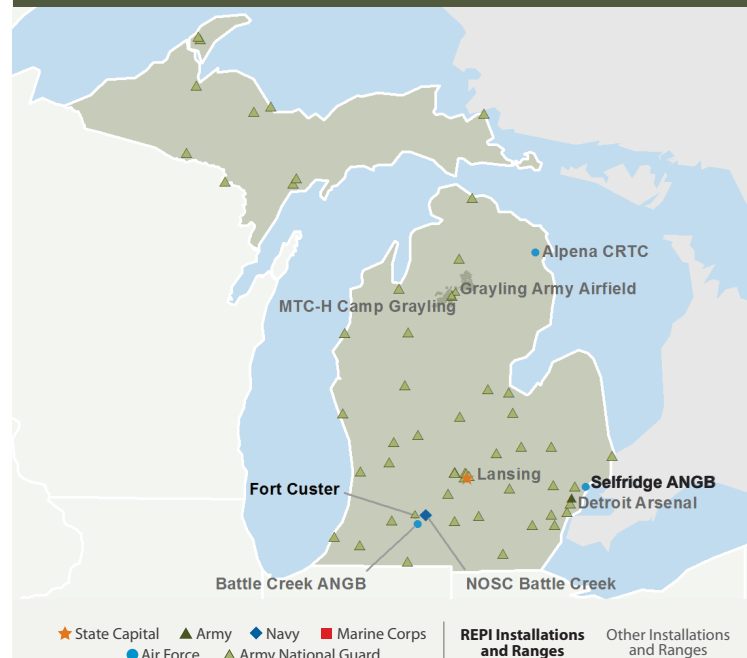 Alpena CRTC
Grayling Army Airfield
MTC-H Camp Grayling
Lansing
Selfridge ANGB
Fort Custer
Detroit Arsenal
Battle Creek ANGB
NOSC Battle Creek
State Capital Army Navy Marine Corps
Air Force Army National Guard
REPI Installations
and Ranges
Other Installations
and Ranges